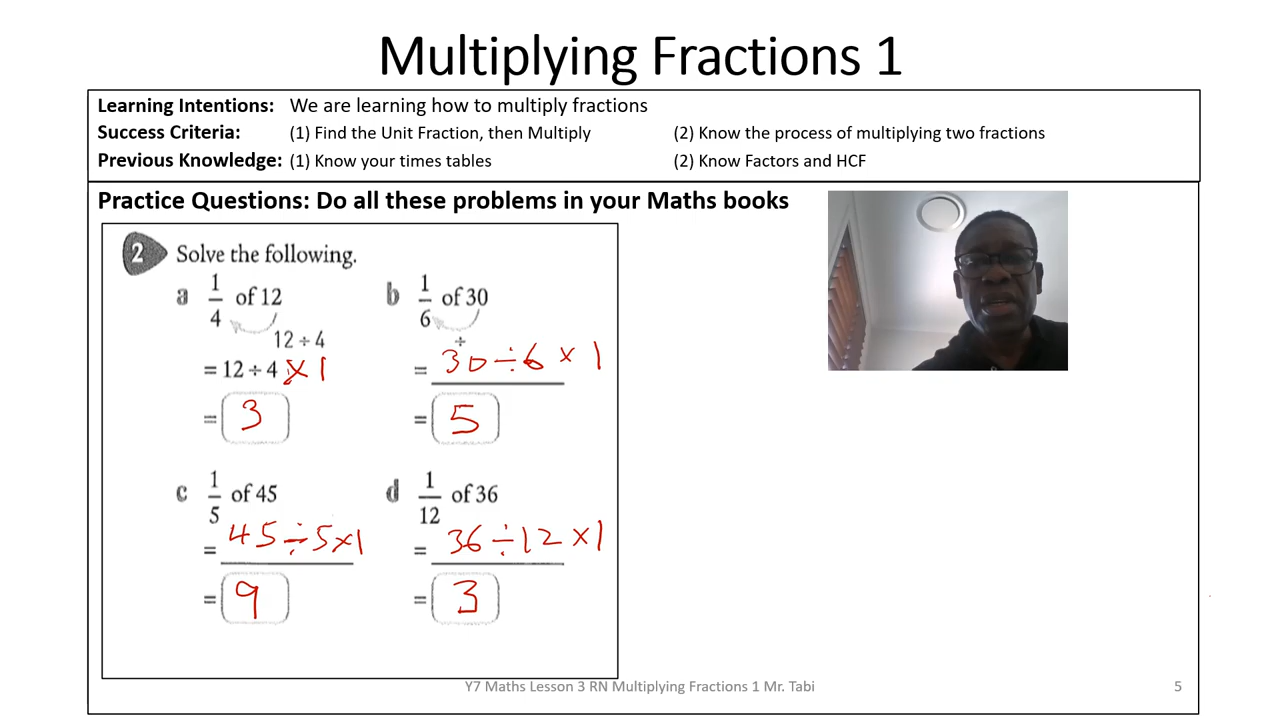 Multiplying Fractions 1
Learning Intentions: We are learning how to multiply fractions
Success Criteria: (1) Find the Unit Fraction, then Multiply (2) Know the process of multiplying two fractions
Previous Knowledge: (1) Know your times tables (2) Know Factors and HCF
Practice Questions: Do all these problems in your Maths books
2 Solve the following.
a 1/4 of 12
12 ÷ 4
= 12 ÷ 4 × 1
= 3
b 1/6 of 30
÷
= 30 ÷ 6 × 1
= 5
c 1/5 of 45
= 45 ÷ 5 × 1
= 9
d 1/12 of 36
= 36 ÷ 12 × 1
= 3
Y7 Maths Lesson 3 RN Multiplying Fractions 1 Mr. Tabi
5